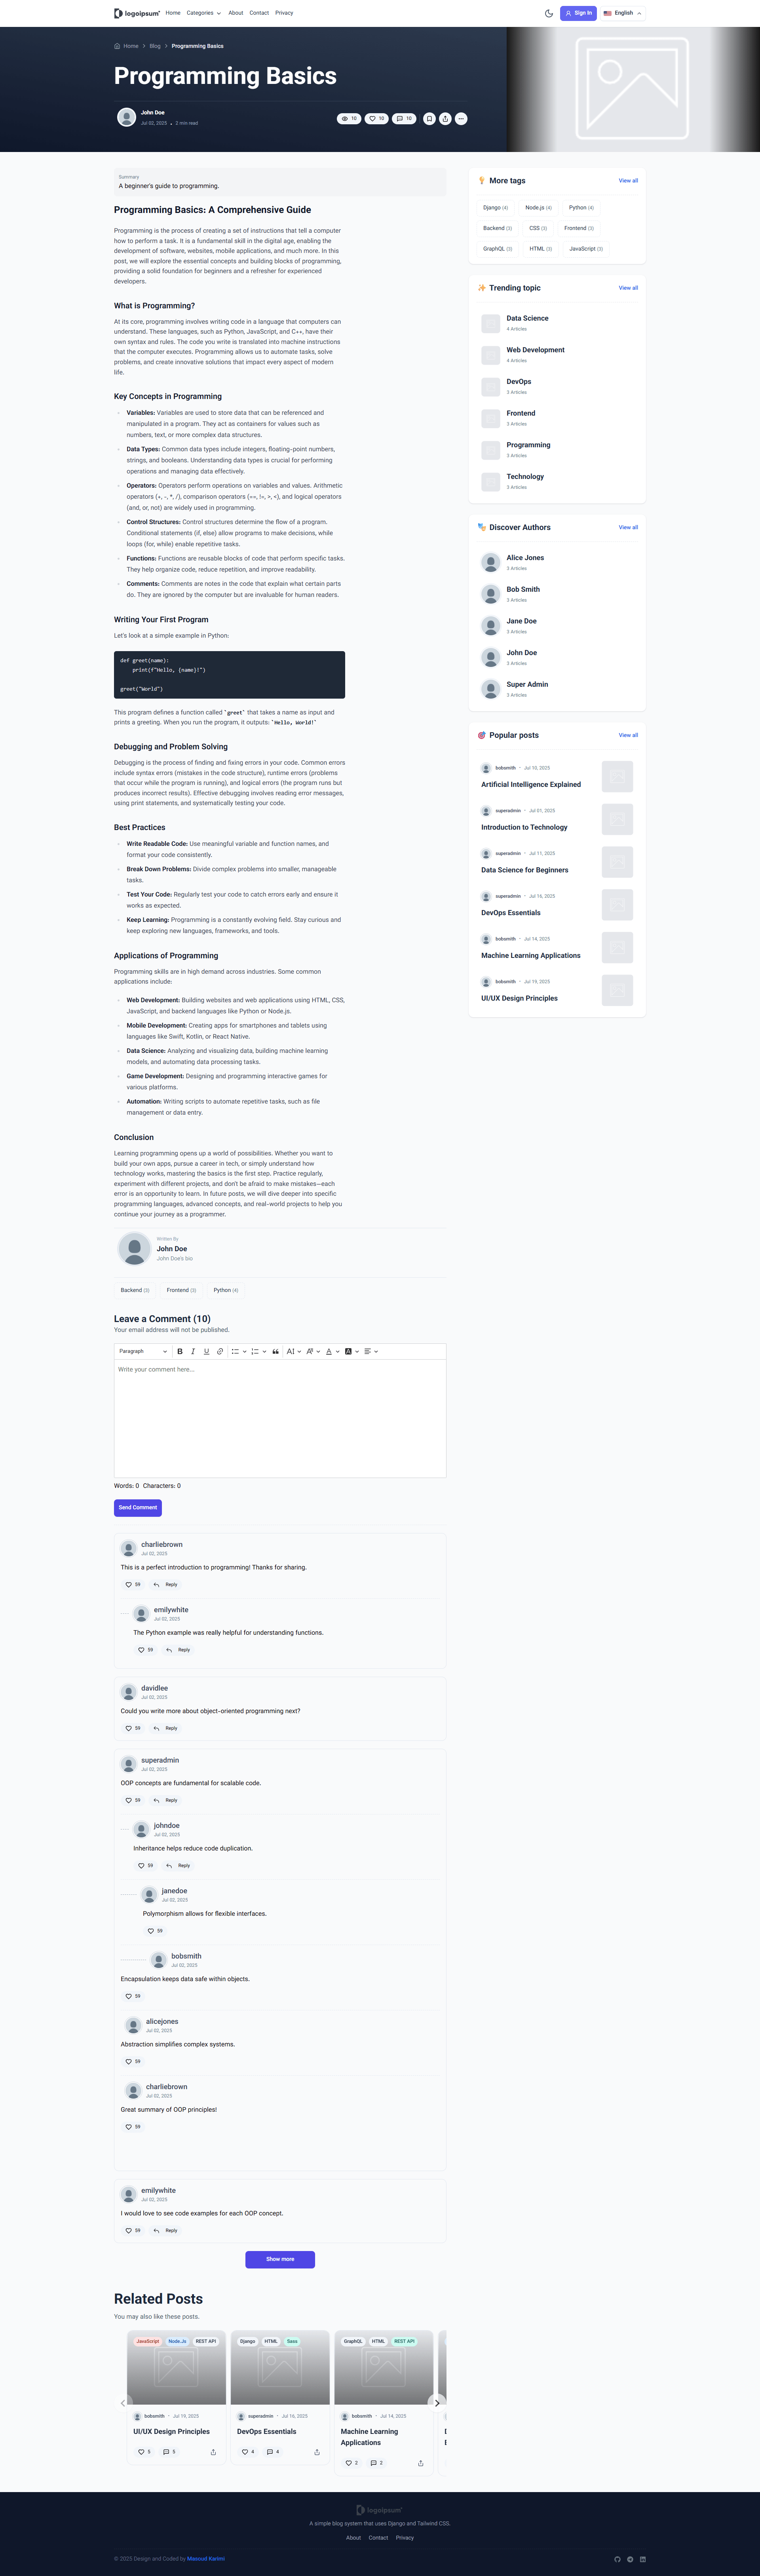 logoipsum® Home Categories About Contact Privacy Sign In English
Home Blog Programming Basics
Programming Basics
John Doe
Jul 02, 2025 • 2 min read
10 10 10
Summary
A beginner's guide to programming.
Programming Basics: A Comprehensive Guide
Programming is the process of creating a set of instructions that tell a computer
how to perform a task. It is a fundamental skill in the digital age, enabling the
development of software, websites, mobile applications, and much more. In this
post, we will explore the essential concepts and building blocks of programming,
providing a solid foundation for beginners and a refresher for experienced
developers.
What is Programming?
At its core, programming involves writing code in a language that computers can
understand. These languages, such as Python, JavaScript, and C++, have their
own syntax and rules. The code you write is translated into machine instructions
that the computer executes. Programming allows us to automate tasks, solve
problems, and create innovative solutions that impact every aspect of modern
life.
Key Concepts in Programming
Variables: Variables are used to store data that can be referenced and
manipulated in a program. They act as containers for values such as
numbers, text, or more complex data structures.
Data Types: Common data types include integers, floating-point numbers,
strings, and booleans. Understanding data types is crucial for performing
operations and managing data effectively.
Operators: Operators perform operations on variables and values. Arithmetic
operators (+, -, *, /), comparison operators (==, !=, >, <), and logical operators
(and, or, not) are widely used in programming.
Control Structures: Control structures determine the flow of a program.
Conditional statements (if, else) allow programs to make decisions, while
loops (for, while) enable repetitive tasks.
Functions: Functions are reusable blocks of code that perform specific tasks.
They help organize code, reduce repetition, and improve readability.
Comments: Comments are notes in the code that explain what certain parts
do. They are ignored by the computer but are invaluable for human readers.
Writing Your First Program
Let's look at a simple example in Python:
def greet(name):
print(f"Hello, {name}!")
greet("World")
This program defines a function called `greet` that takes a name as input and
prints a greeting. When you run the program, it outputs: `Hello, World!`
Debugging and Problem Solving
Debugging is the process of finding and fixing errors in your code. Common errors
include syntax errors (mistakes in the code structure), runtime errors (problems
that occur while the program is running), and logical errors (the program runs but
produces incorrect results). Effective debugging involves reading error messages,
using print statements, and systematically testing your code.
Best Practices
Write Readable Code: Use meaningful variable and function names, and
format your code consistently.
Break Down Problems: Divide complex problems into smaller, manageable
tasks.
Test Your Code: Regularly test your code to catch errors early and ensure it
works as expected.
Keep Learning: Programming is a constantly evolving field. Stay curious and
keep exploring new languages, frameworks, and tools.
Applications of Programming
Programming skills are in high demand across industries. Some common
applications include:
Web Development: Building websites and web applications using HTML, CSS,
JavaScript, and backend languages like Python or Node.js.
Mobile Development: Creating apps for smartphones and tablets using
languages like Swift, Kotlin, or React Native.
Data Science: Analyzing and visualizing data, building machine learning
models, and automating data processing tasks.
Game Development: Designing and programming interactive games for
various platforms.
Automation: Writing scripts to automate repetitive tasks, such as file
management or data entry.
Conclusion
Learning programming opens up a world of possibilities. Whether you want to
build your own apps, pursue a career in tech, or simply understand how
technology works, mastering the basics is the first step. Practice regularly,
experiment with different projects, and don't be afraid to make mistakes—each
error is an opportunity to learn. In future posts, we will dive deeper into specific
programming languages, advanced concepts, and real-world projects to help you
continue your journey as a programmer.
Written By
John Doe
John Doe's bio
Backend (3) Frontend (3) Python (4)
Leave a Comment (10)
Your email address will not be published.
Paragraph
Write your comment here...
Words: 0 Characters: 0
Send Comment
charliebrown
Jul 02, 2025
This is a perfect introduction to programming! Thanks for sharing.
59 Reply
emilywhite
Jul 02, 2025
The Python example was really helpful for understanding functions.
59 Reply
davidlee
Jul 02, 2025
Could you write more about object-oriented programming next?
59 Reply
superadmin
Jul 02, 2025
OOP concepts are fundamental for scalable code.
59 Reply
johndoe
Jul 02, 2025
Inheritance helps reduce code duplication.
59 Reply
janedoe
Jul 02, 2025
Polymorphism allows for flexible interfaces.
59
bobsmith
Jul 02, 2025
Encapsulation keeps data safe within objects.
59
alicejones
Jul 02, 2025
Abstraction simplifies complex systems.
59
charliebrown
Jul 02, 2025
Great summary of OOP principles!
59
emilywhite
Jul 02, 2025
I would love to see code examples for each OOP concept.
59 Reply
Show more
Related Posts
You may also like these posts.
JavaScript Node.Js REST API
bobsmith • Jul 19, 2025
UI/UX Design Principles
5 5
Django HTML Sass
superadmin • Jul 16, 2025
DevOps Essentials
4 4
GraphQL HTML REST API
bobsmith • Jul 14, 2025
Machine Learning
Applications
2 2
More tags View all
Django (4) Node.js (4) Python (4)
Backend (3) CSS (3) Frontend (3)
GraphQL (3) HTML (3) JavaScript (3)
Trending topic View all
Data Science
4 Articles
Web Development
4 Articles
DevOps
3 Articles
Frontend
3 Articles
Programming
3 Articles
Technology
3 Articles
Discover Authors View all
Alice Jones
3 Articles
Bob Smith
3 Articles
Jane Doe
3 Articles
John Doe
3 Articles
Super Admin
3 Articles
Popular posts View all
bobsmith • Jul 10, 2025
Artificial Intelligence Explained
superadmin • Jul 01, 2025
Introduction to Technology
superadmin • Jul 11, 2025
Data Science for Beginners
superadmin • Jul 16, 2025
DevOps Essentials
bobsmith • Jul 14, 2025
Machine Learning Applications
bobsmith • Jul 19, 2025
UI/UX Design Principles
logoipsum®
A simple blog system that uses Django and Tailwind CSS.
About Contact Privacy
© 2025 Design and Coded by Masoud Karimi